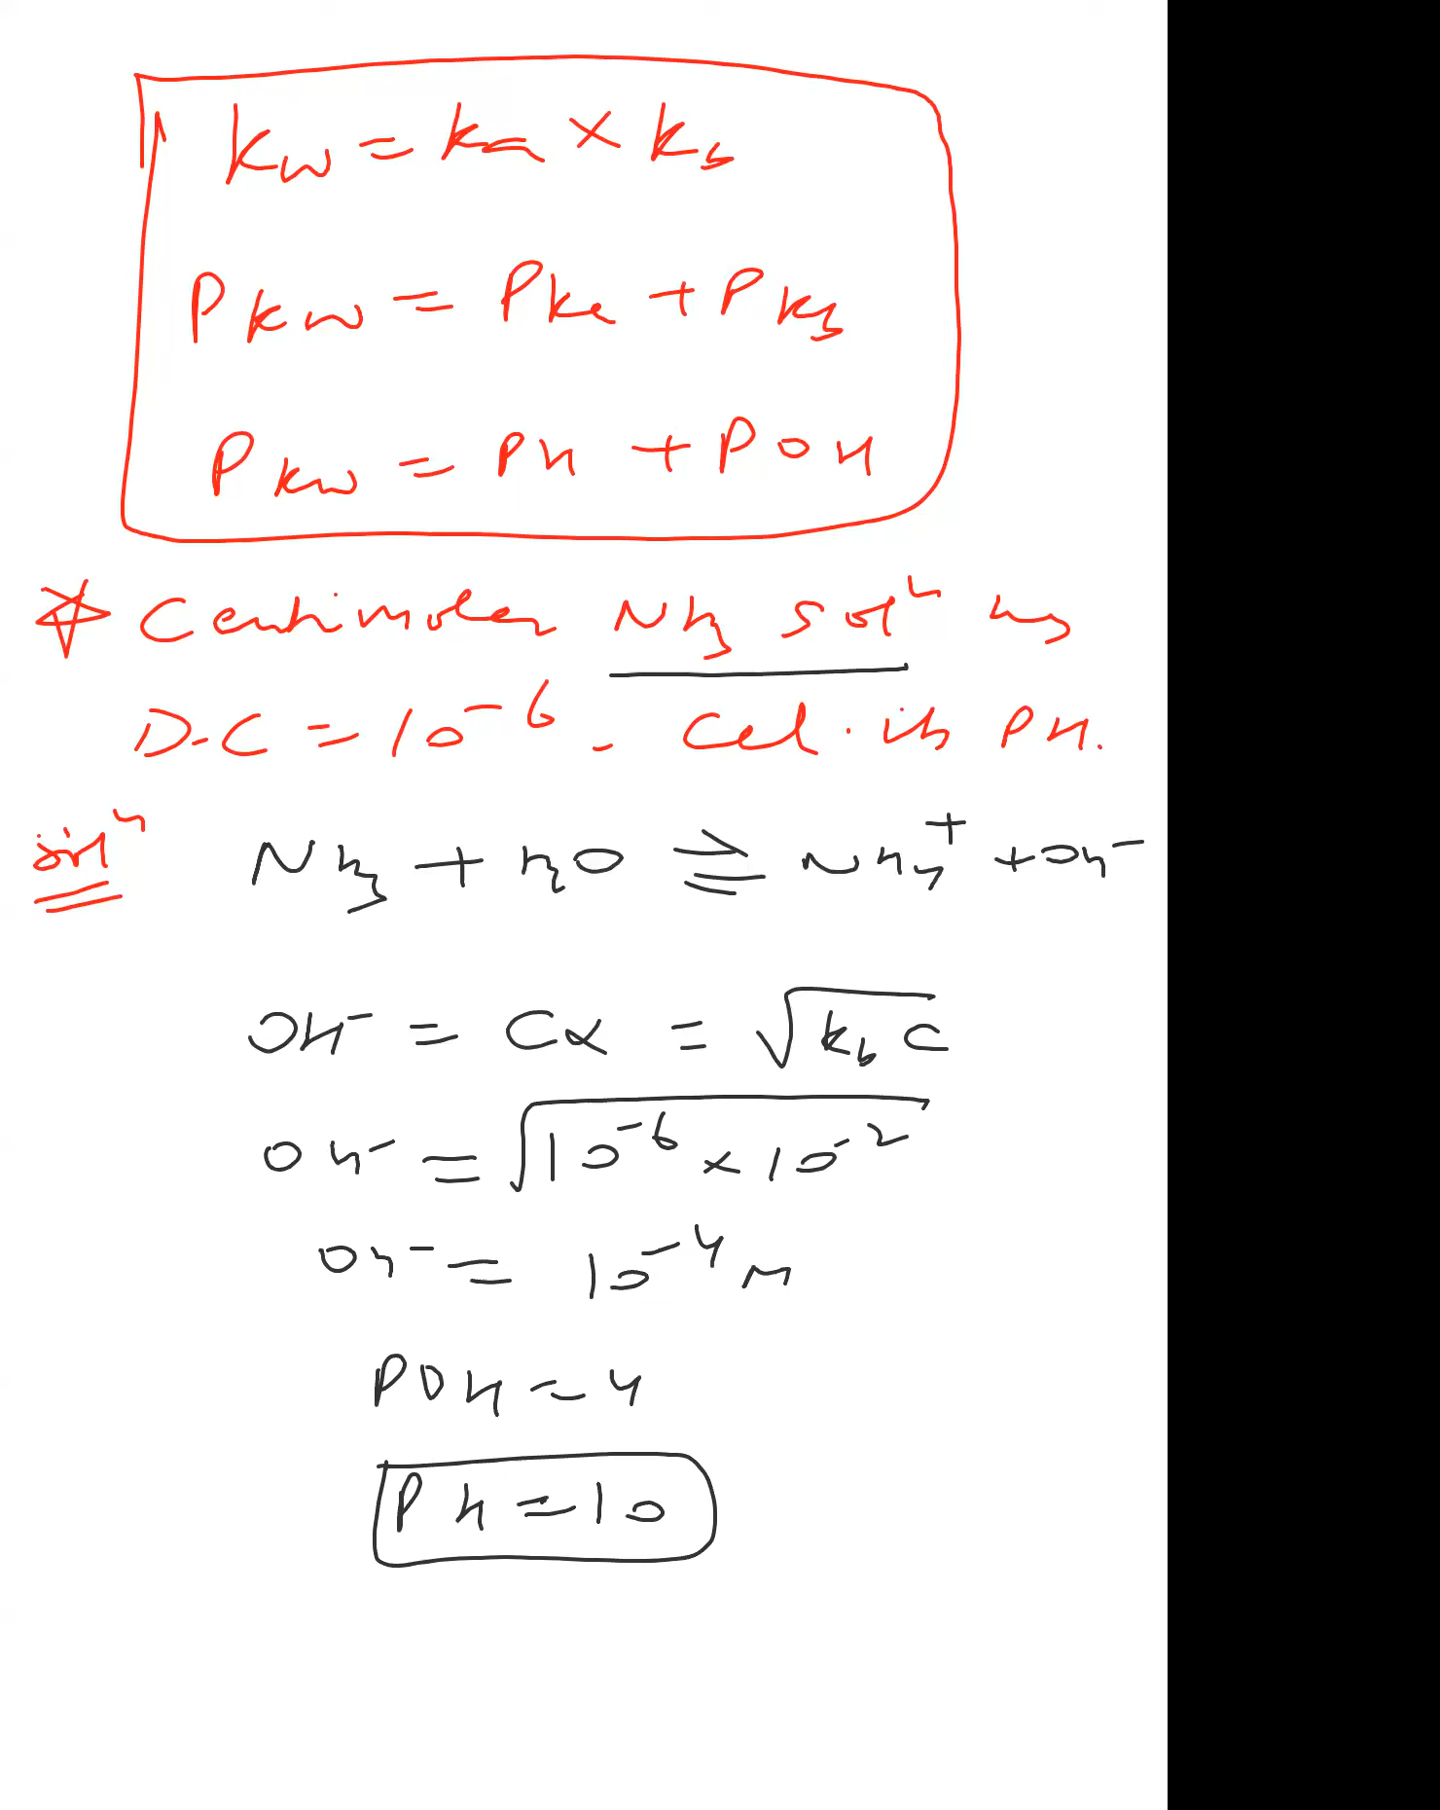 Kw = Ka × Kb
PKw = PKa + PKb
PKw = PH + POH
☆ Centimolar NH₃ solⁿ has
D.C = 10⁻⁶. Cal. its PH.
solⁿ NH₃ + H₂O ⇌ NH₄⁺ + OH⁻
OH⁻ = Cα = √KbC
OH⁻ = √10⁻⁶ × 10⁻²
OH⁻ = 10⁻⁴ M
POH = 4
PH = 10